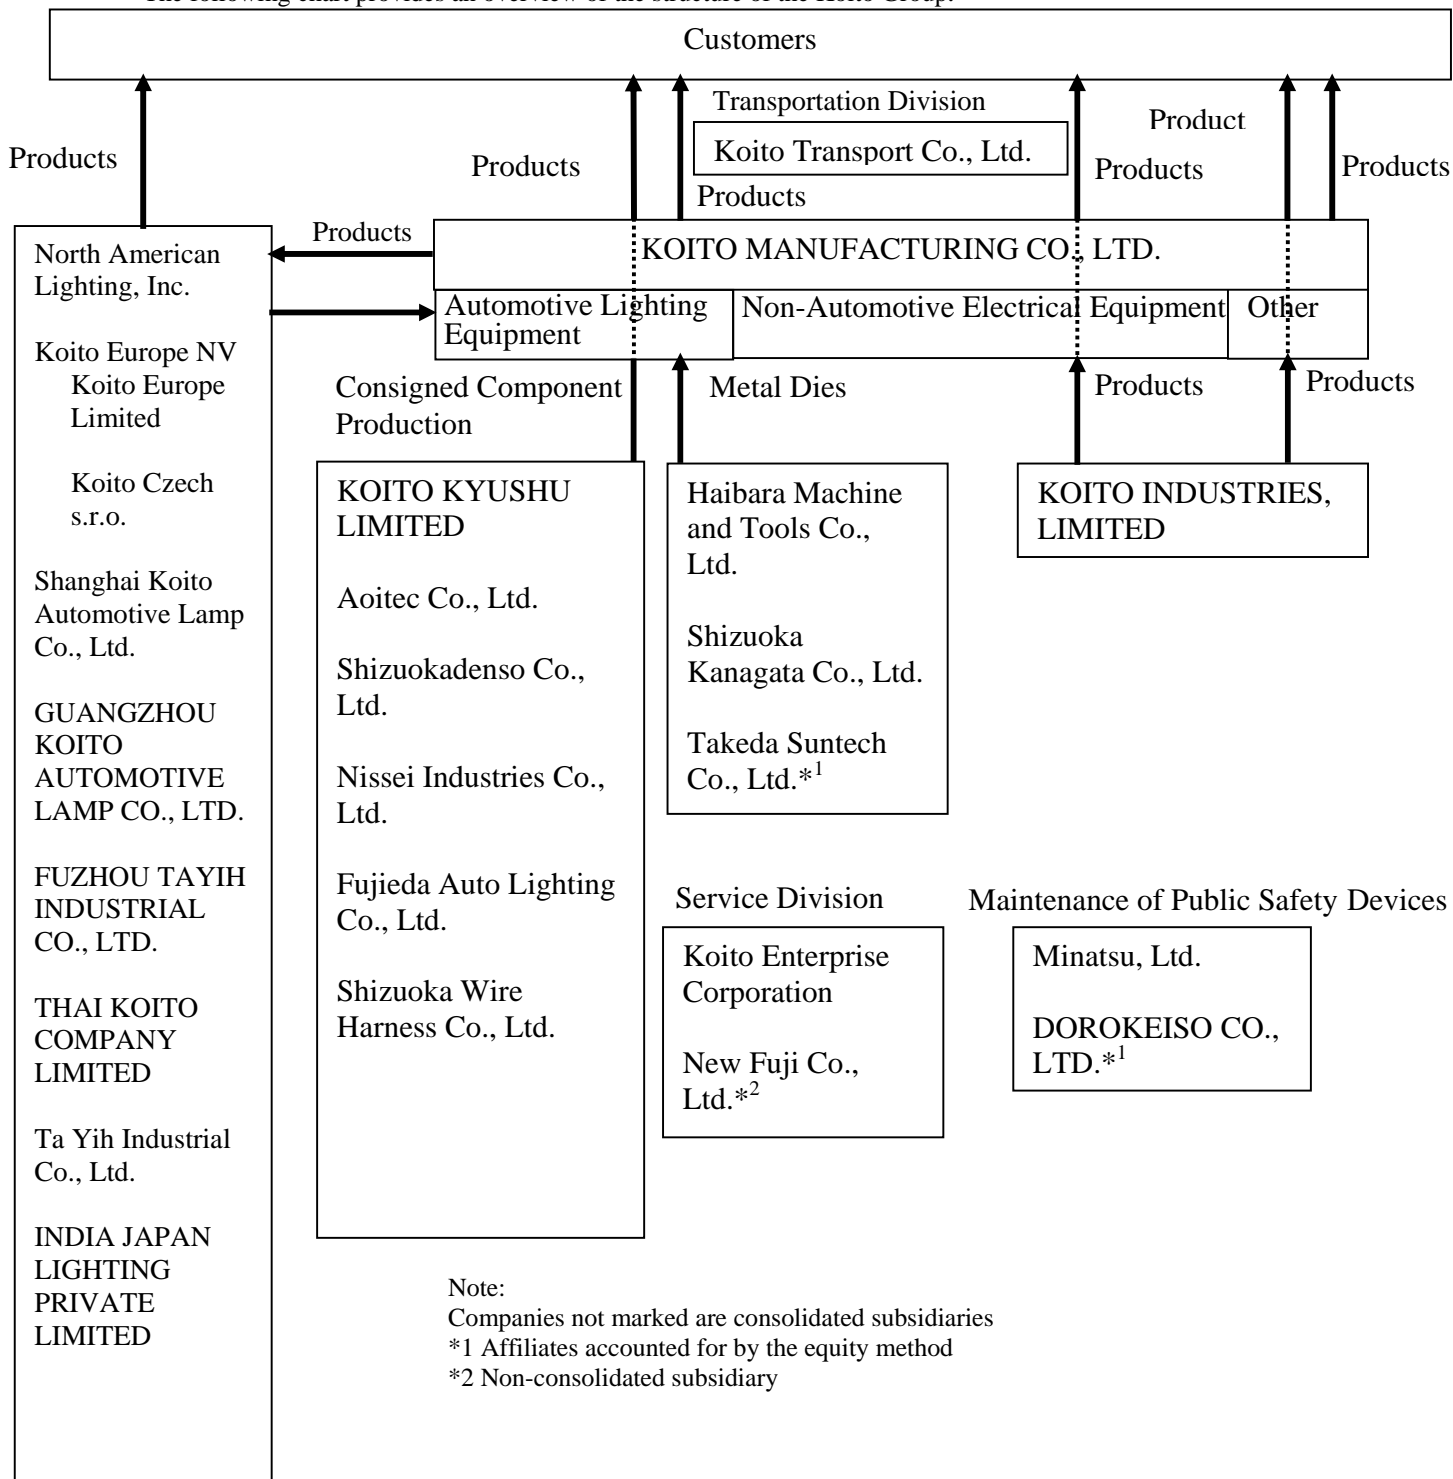 The following chart provides an overview of the structure of the Koito Group.
Customers
Transportation Division
Koito Transport Co., Ltd.
Products
Products
Products
Products
Product
Products
Products
KOITO MANUFACTURING CO., LTD.
Automotive Lighting
Equipment
Non-Automotive Electrical Equipment
Other
North American
Lighting, Inc.
Koito Europe NV
Koito Europe
Limited
Koito Czech
s.r.o.
Shanghai Koito
Automotive Lamp
Co., Ltd.
GUANGZHOU
KOITO
AUTOMOTIVE
LAMP CO., LTD.
FUZHOU TAYIH
INDUSTRIAL
CO., LTD.
THAI KOITO
COMPANY
LIMITED
Ta Yih Industrial
Co., Ltd.
INDIA JAPAN
LIGHTING
PRIVATE
LIMITED
Consigned Component
Production
KOITO KYUSHU
LIMITED
Aoitec Co., Ltd.
Shizuokadenso Co.,
Ltd.
Nissei Industries Co.,
Ltd.
Fujieda Auto Lighting
Co., Ltd.
Shizuoka Wire
Harness Co., Ltd.
Metal Dies
Haibara Machine
and Tools Co.,
Ltd.
Shizuoka
Kanagata Co., Ltd.
Takeda Suntech
Co., Ltd.*1
Products
Products
KOITO INDUSTRIES,
LIMITED
Service Division
Koito Enterprise
Corporation
New Fuji Co.,
Ltd.*2
Maintenance of Public Safety Devices
Minatsu, Ltd.
DOROKEISO CO.,
LTD.*1
Note:
Companies not marked are consolidated subsidiaries
*1 Affiliates accounted for by the equity method
*2 Non-consolidated subsidiary